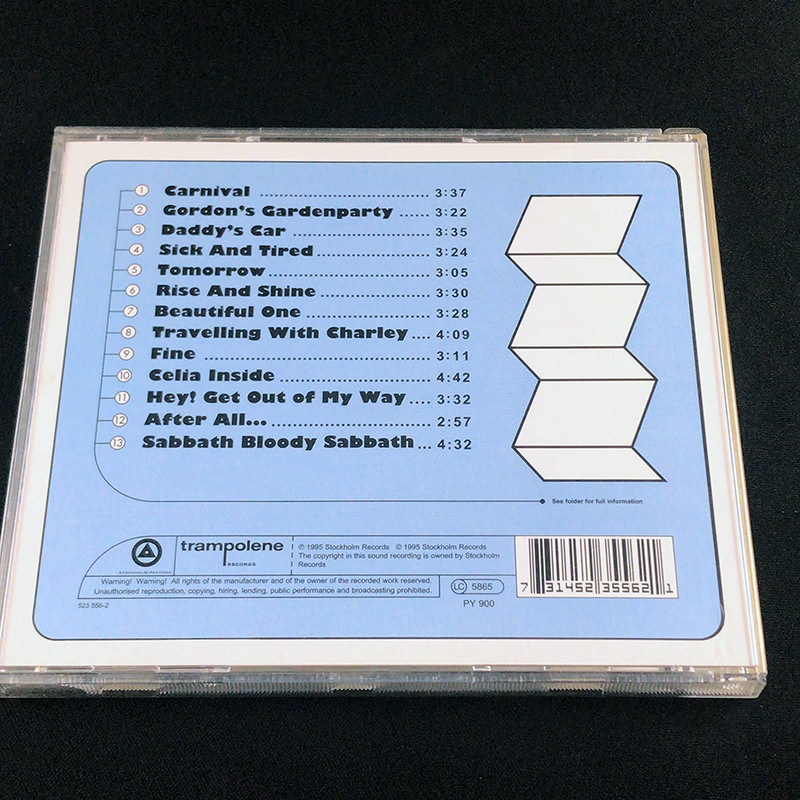 1 Carnival ........ 3:37
2 Gordon's Gardenparty ...... 3:22
3 Daddy's Car ........ 3:35
4 Sick And Tired ........ 3:24
5 Tomorrow ........ 3:05
6 Rise And Shine ........ 3:30
7 Beautiful One ........ 3:28
8 Travelling With Charley .... 4:09
9 Fine ........ 3:11
10 Celia Inside ........ 4:42
11 Hey! Get Out of My Way .... 3:32
12 After All... ........ 2:57
13 Sabbath Bloody Sabbath ... 4:32
See folder for full information
STOCKHOLM RECORDS
trampolene
RECORDS
℗ 1995 Stockholm Records © 1995 Stockholm Records
The copyright in this sound recording is owned by Stockholm
Records
Warning! Warning! All rights of the manufacturer and of the owner of the recorded work reserved.
Unauthorised reproduction, copying, hiring, lending, public performance and broadcasting prohibited.
LC 5865
PY 900
523 556-2
7 31452 35562 1